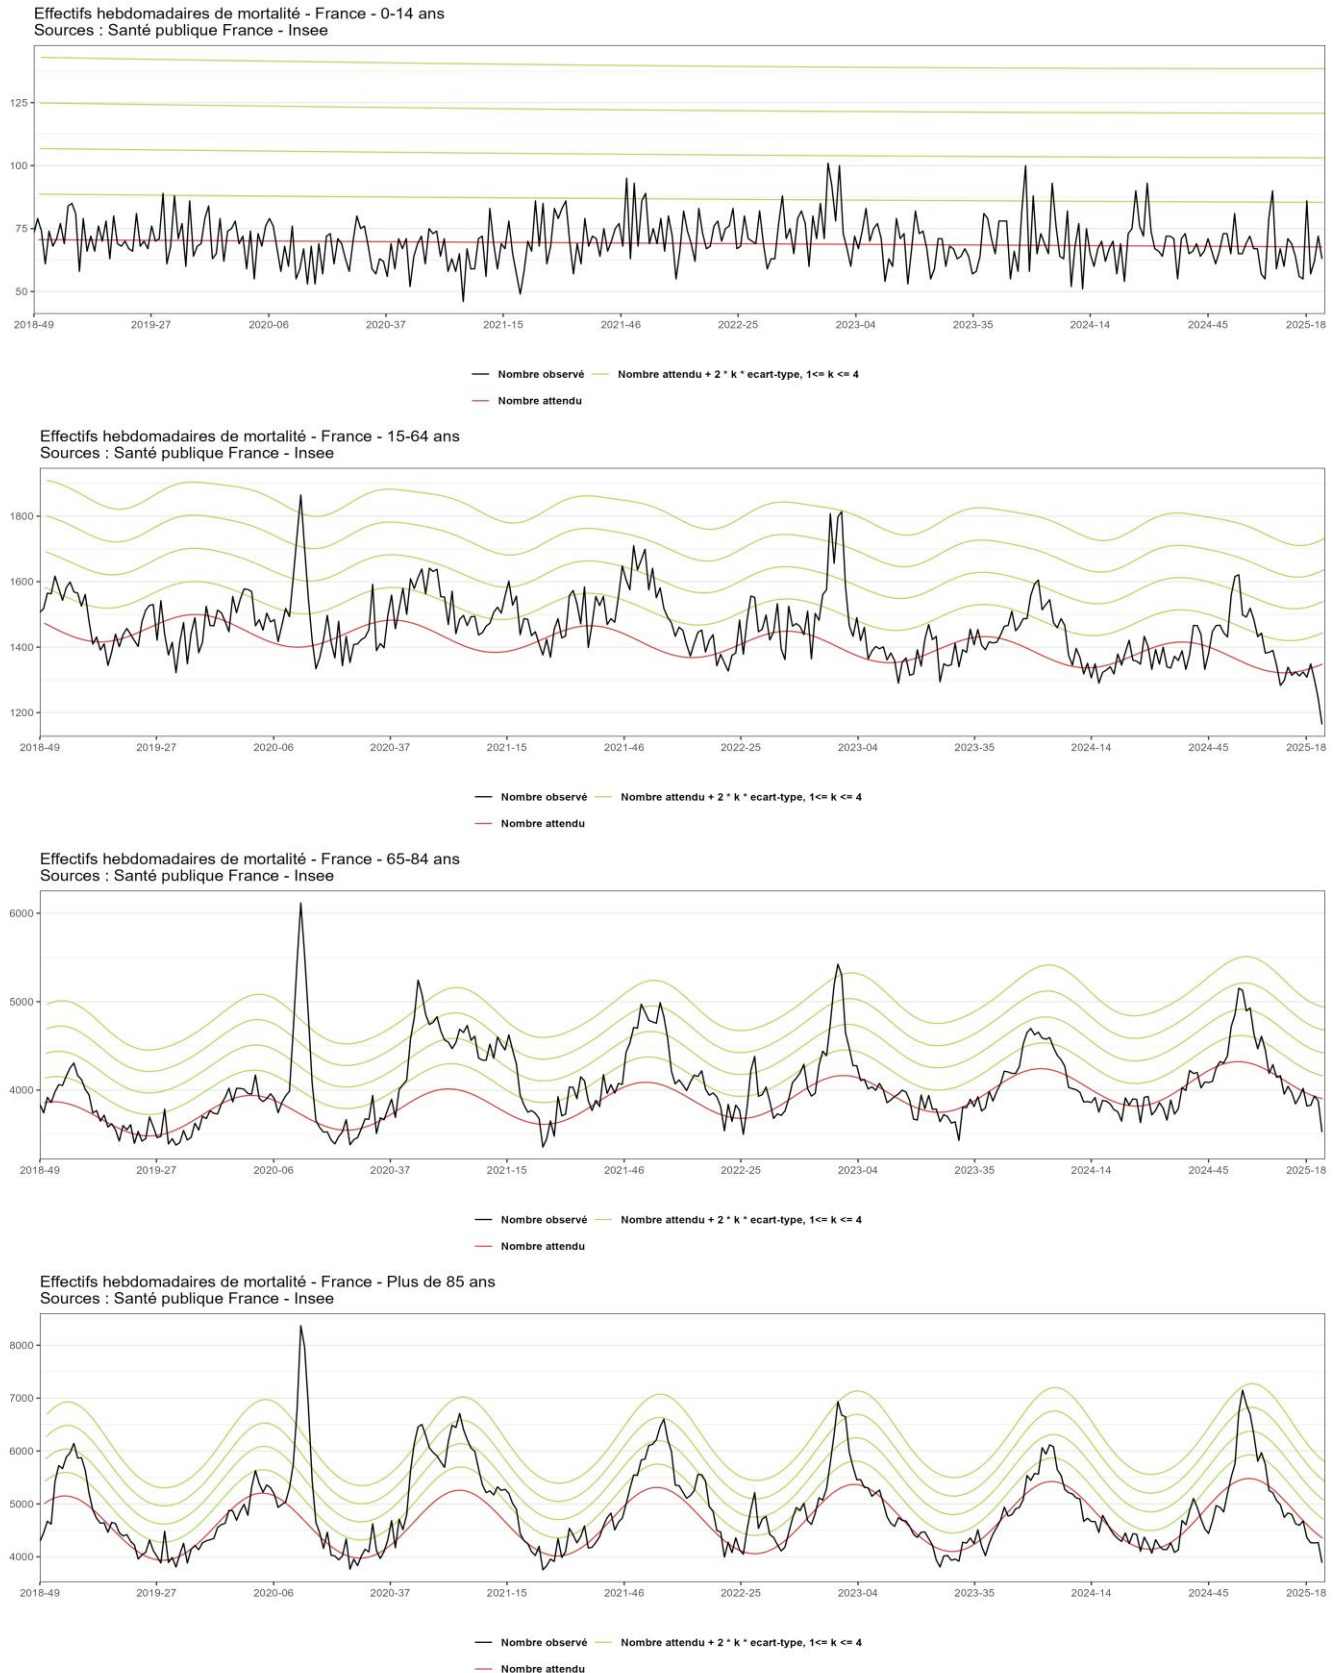 Effectifs hebdomadaires de mortalité - France - 0-14 ans
Sources : Santé publique France - Insee
125
100
75
50
2018-49 2019-27 2020-06 2020-37 2021-15 2021-46 2022-25 2023-04 2023-35 2024-14 2024-45 2025-18
Nombre observé Nombre attendu + 2 * k * ecart-type, 1<= k <= 4
Nombre attendu
Effectifs hebdomadaires de mortalité - France - 15-64 ans
Sources : Santé publique France - Insee
1800
1600
1400
1200
2018-49 2019-27 2020-06 2020-37 2021-15 2021-46 2022-25 2023-04 2023-35 2024-14 2024-45 2025-18
Nombre observé Nombre attendu + 2 * k * ecart-type, 1<= k <= 4
Nombre attendu
Effectifs hebdomadaires de mortalité - France - 65-84 ans
Sources : Santé publique France - Insee
6000
5000
4000
2018-49 2019-27 2020-06 2020-37 2021-15 2021-46 2022-25 2023-04 2023-35 2024-14 2024-45 2025-18
Nombre observé Nombre attendu + 2 * k * ecart-type, 1<= k <= 4
Nombre attendu
Effectifs hebdomadaires de mortalité - France - Plus de 85 ans
Sources : Santé publique France - Insee
8000
7000
6000
5000
4000
2018-49 2019-27 2020-06 2020-37 2021-15 2021-46 2022-25 2023-04 2023-35 2024-14 2024-45 2025-18
Nombre observé Nombre attendu + 2 * k * ecart-type, 1<= k <= 4
Nombre attendu